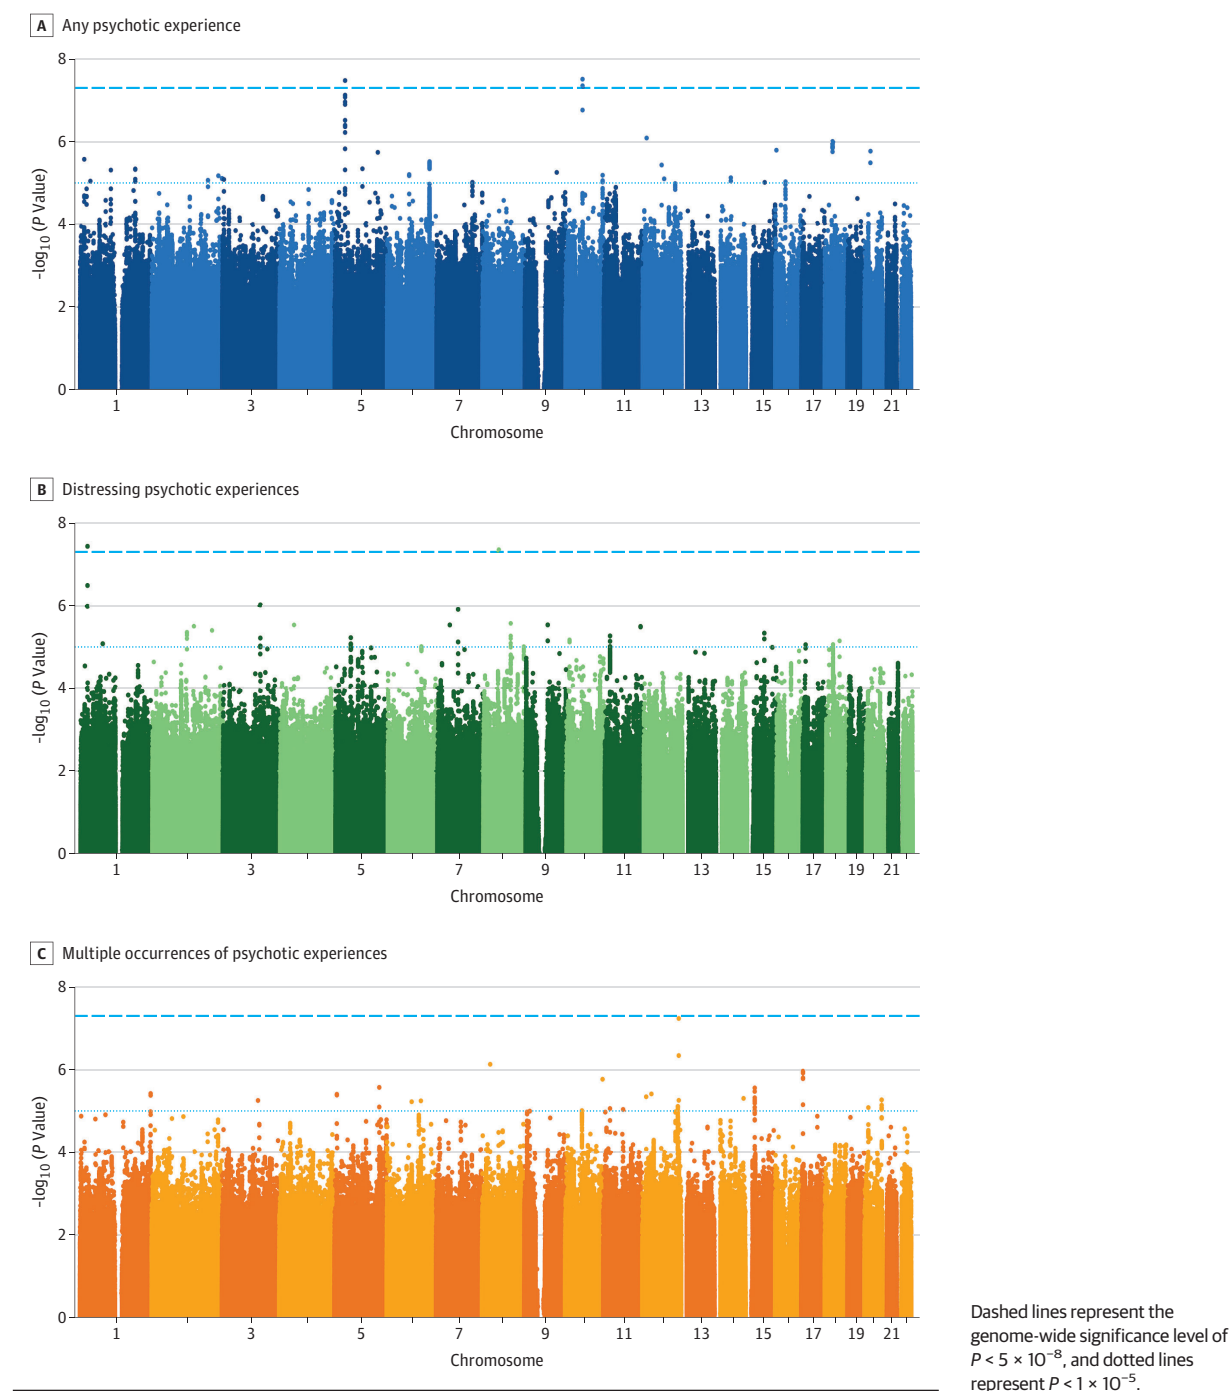 A Any psychotic experience
8
6
4
2
0
-log10 (P Value)
1 3 5 7 9 11 13 15 17 19 21
Chromosome
B Distressing psychotic experiences
8
6
4
2
0
-log10 (P Value)
1 3 5 7 9 11 13 15 17 19 21
Chromosome
C Multiple occurrences of psychotic experiences
8
6
4
2
0
-log10 (P Value)
1 3 5 7 9 11 13 15 17 19 21
Chromosome
Dashed lines represent the
genome-wide significance level of
P < 5 × 10−8, and dotted lines
represent P < 1 × 10−5.